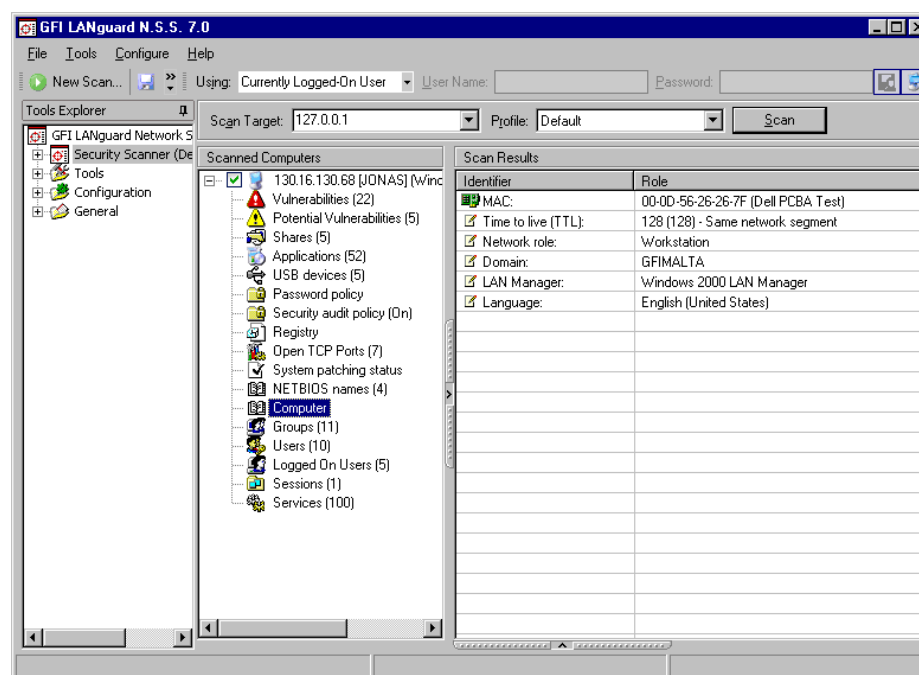 GFI LANguard N.S.S. 7.0
File Tools Configure Help
New Scan... Using: Currently Logged-On User User Name: Password:
Tools Explorer
GFI LANguard Network S
Security Scanner (De
Tools
Configuration
General
Scan Target: 127.0.0.1 Profile: Default Scan
Scanned Computers
130.16.130.68 [JONAS] (Winc
Vulnerabilities (22)
Potential Vulnerabilities (5)
Shares (5)
Applications (52)
USB devices (5)
Password policy
Security audit policy (On)
Registry
Open TCP Ports (7)
System patching status
NETBIOS names (4)
Computer
Groups (11)
Users (10)
Logged On Users (5)
Sessions (1)
Services (100)
Scan Results
Identifier Role
MAC: 00-0D-56-26-26-7F (Dell PCBA Test)
Time to live (TTL): 128 (128) - Same network segment
Network role: Workstation
Domain: GFIMALTA
LAN Manager: Windows 2000 LAN Manager
Language: English (United States)